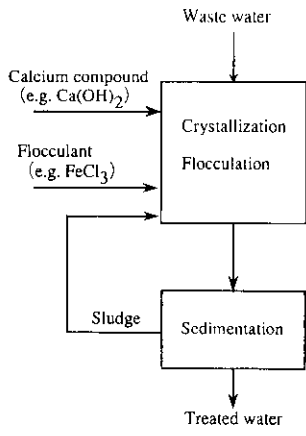 Waste water
Calcium compound
(e.g. Ca(OH)2)
Crystallization
Flocculation
Flocculant
(e.g. FeCl3)
Sludge
Sedimentation
Treated water